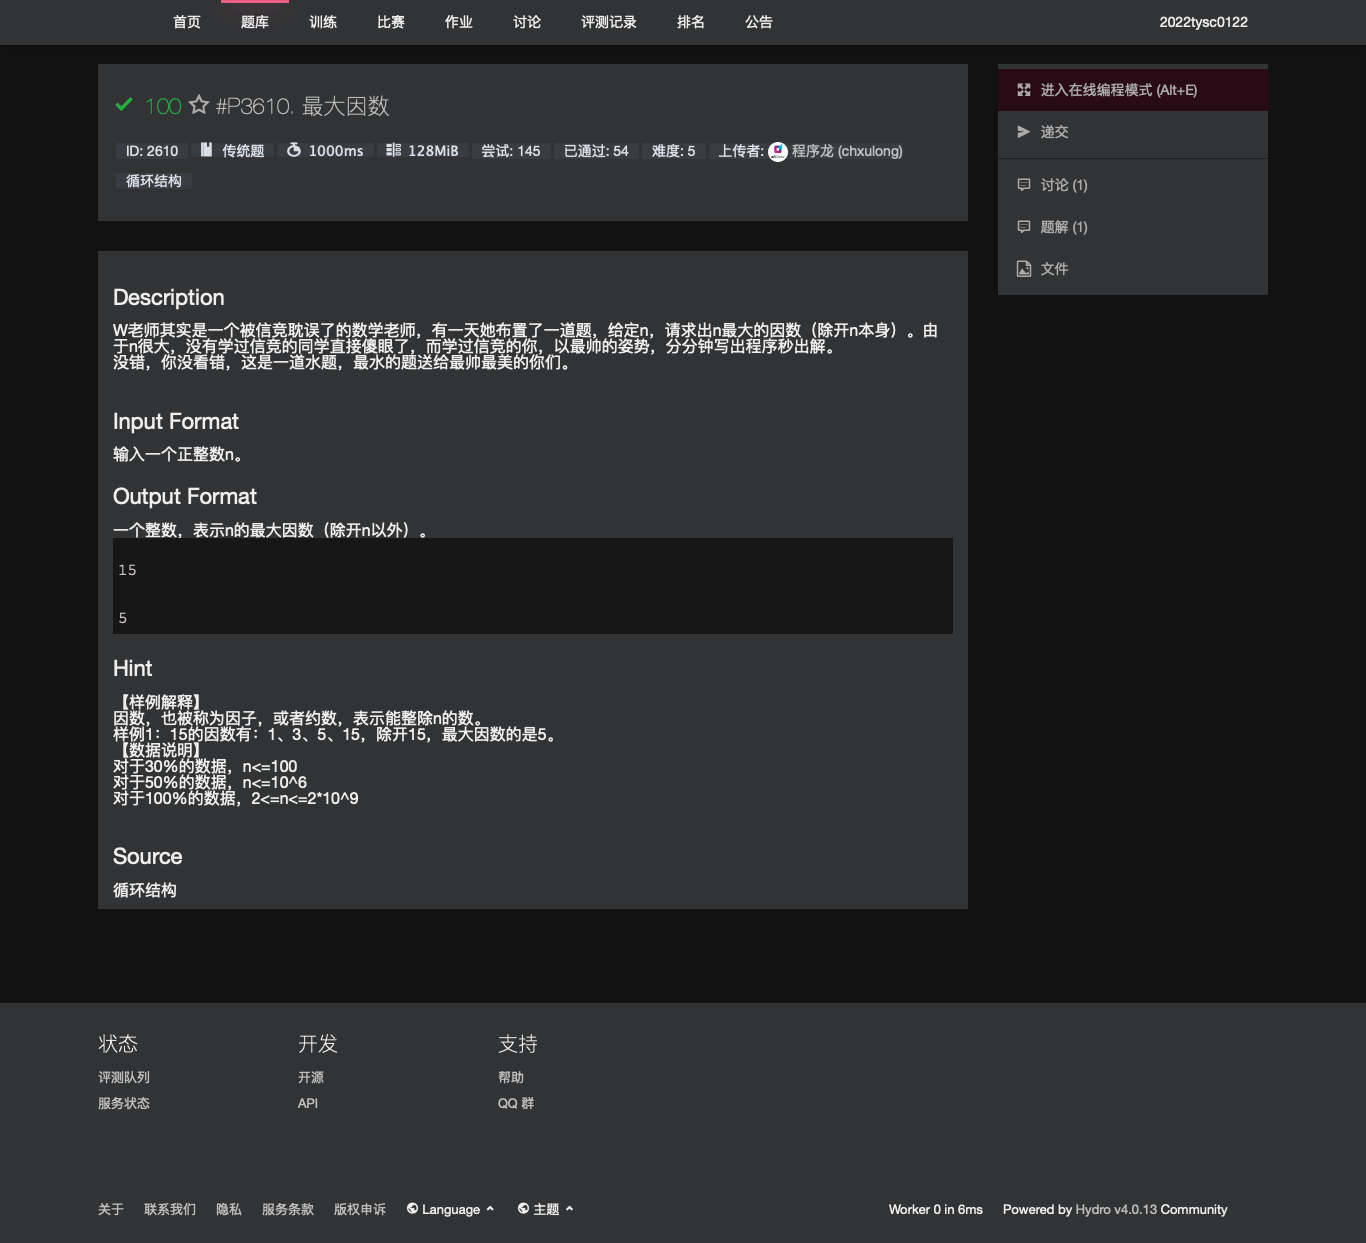 首页 题库 训练 比赛 作业 讨论 评测记录 排名 公告 2022tysc0122
100 #P3610. 最大因数
ID: 2610 传统题 1000ms 128MiB 尝试: 145 已通过: 54 难度: 5 上传者: 程序龙 (chxulong)
循环结构
进入在线编程模式 (Alt+E)
递交
讨论 (1)
题解 (1)
文件
Description
W老师其实是一个被信竞耽误了的数学老师，有一天她布置了一道题，给定n，请求出n最大的因数（除开n本身）。由
于n很大，没有学过信竞的同学直接傻眼了，而学过信竞的你，以最帅的姿势，分分钟写出程序秒出解。
没错，你没看错，这是一道水题，最水的题送给最帅最美的你们。
Input Format
输入一个正整数n。
Output Format
一个整数，表示n的最大因数（除开n以外）。
15
5
Hint
【样例解释】
因数，也被称为因子，或者约数，表示能整除n的数。
样例1：15的因数有：1、3、5、15，除开15，最大因数的是5。
【数据说明】
对于30%的数据，n<=100
对于50%的数据，n<=10^6
对于100%的数据，2<=n<=2*10^9
Source
循环结构
状态 开发 支持
评测队列 开源 帮助
服务状态 API QQ 群
关于 联系我们 隐私 服务条款 版权申诉 Language 主题 Worker 0 in 6ms Powered by Hydro v4.0.13 Community